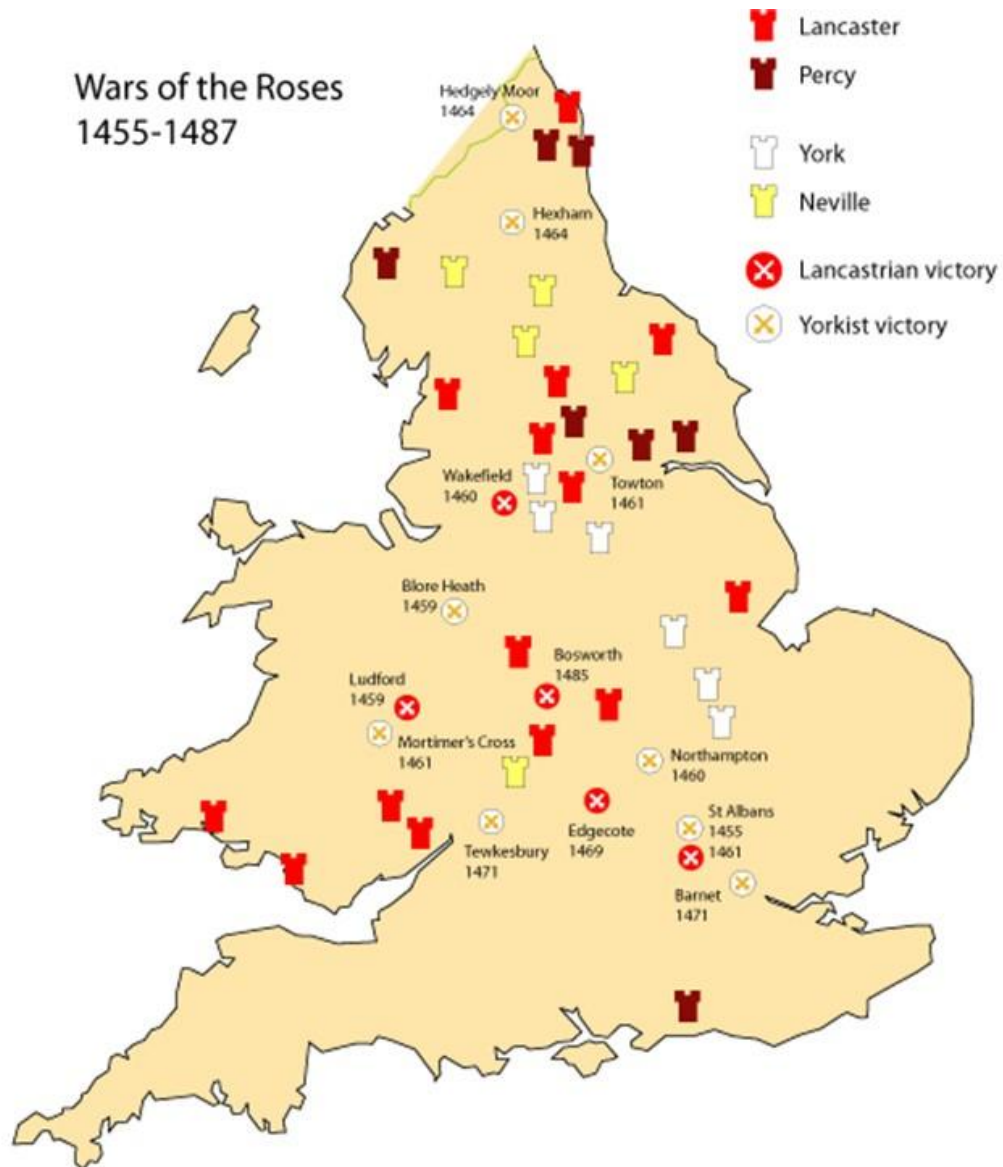 Wars of the Roses
1455-1487
Lancaster
Percy
York
Neville
Lancastrian victory
Yorkist victory
Hedgely Moor
1464
Hexham
1464
Wakefield
1460
Towton
1461
Blore Heath
1459
Bosworth
1485
Ludford
1459
Mortimer's Cross
1461
Northampton
1460
St Albans
1455
1461
Edgecote
1469
Tewkesbury
1471
Barnet
1471